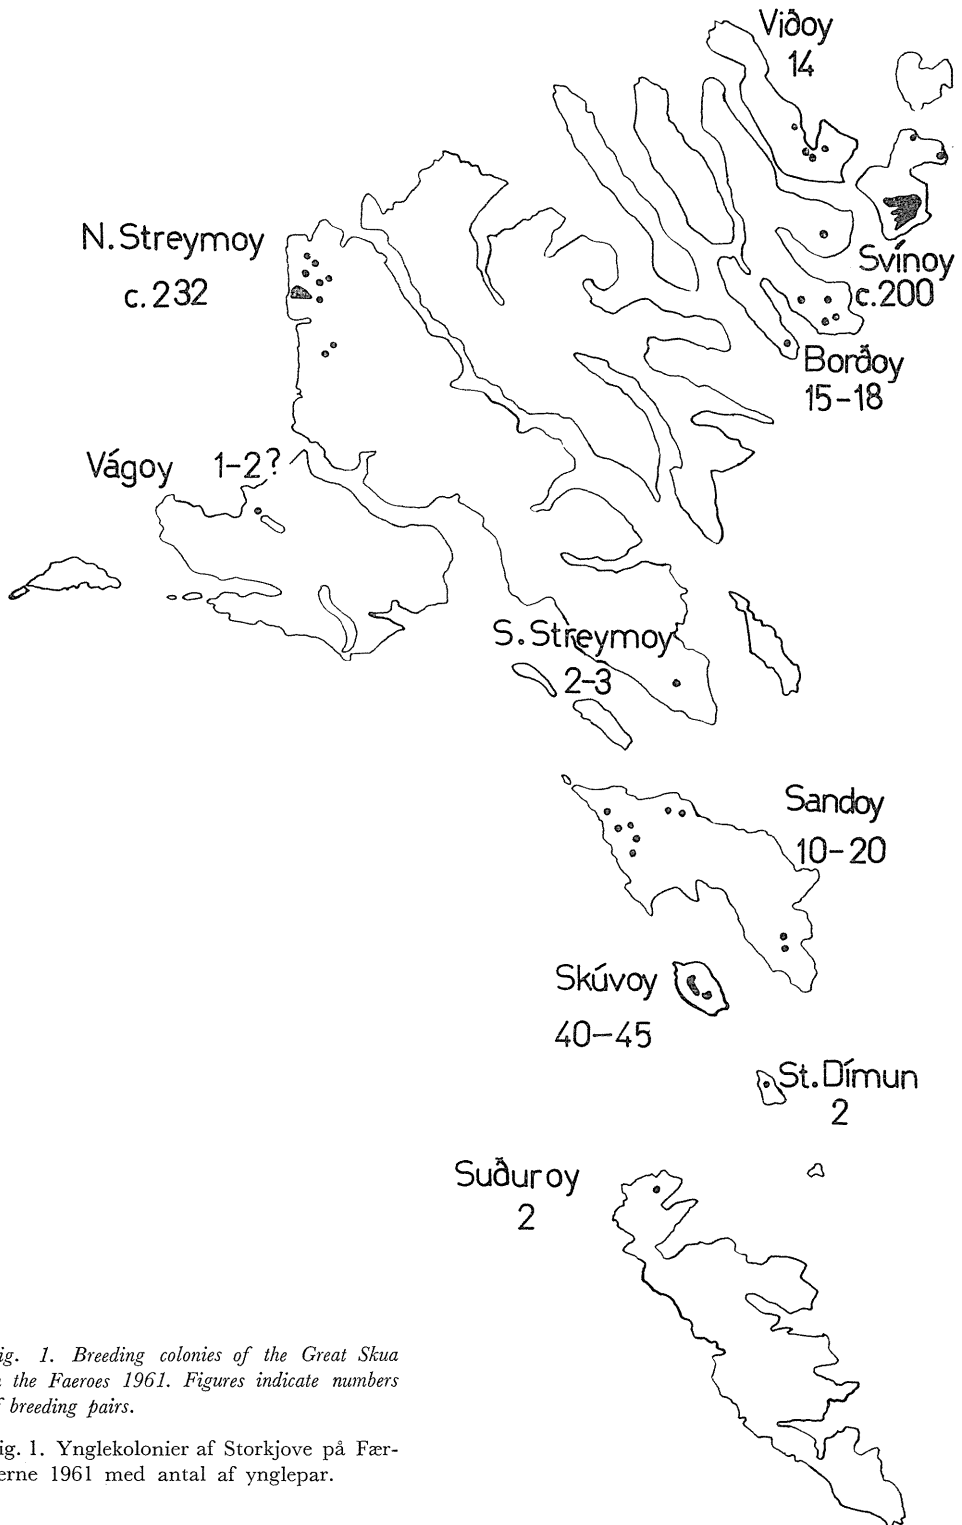 Viðoy
14
N. Streymoy
c. 232
Svínoy
c. 200
Borðoy
15-18
Vágoy 1-2?
S. Streymoy
2-3
Sandoy
10-20
Skúvoy
40-45
St. Dímun
2
Suðuroy
2
ig. 1. Breeding colonies of the Great Skua
the Faeroes 1961. Figures indicate numbers
breeding pairs.
ig. 1. Ynglekolonier af Storkjove på Fær-
erne 1961 med antal af ynglepar.